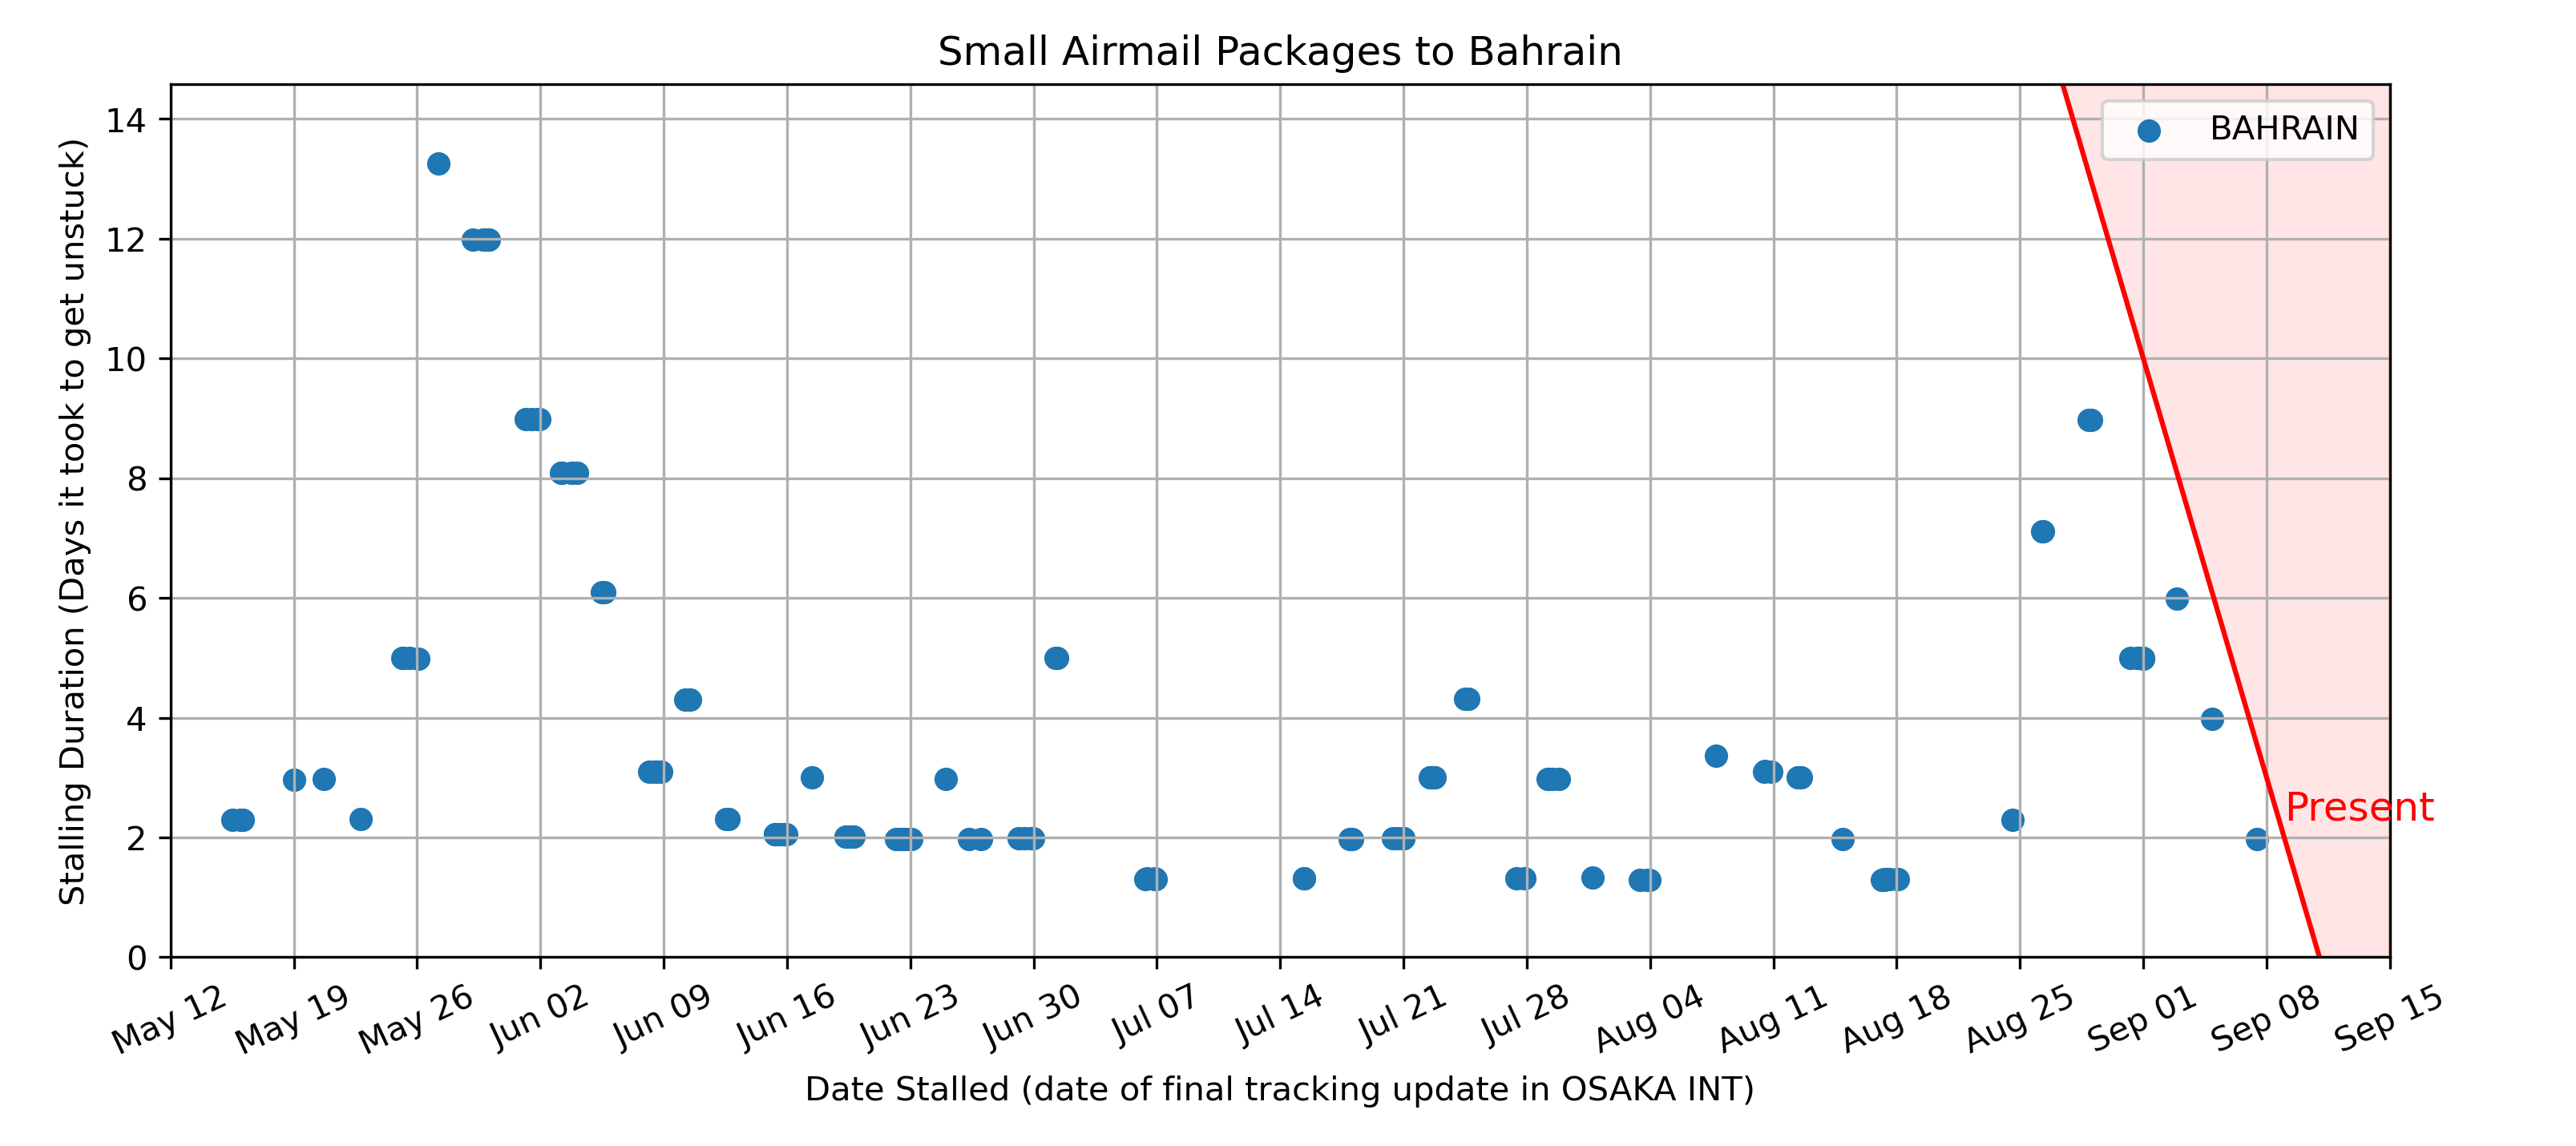 Small Airmail Packages to Bahrain
BAHRAIN
Stalling Duration (Days it took to get unstuck)
14
12
10
8
6
4
2
0
Present
May 12 May 19 May 26 Jun 02 Jun 09 Jun 16 Jun 23 Jun 30 Jul 07 Jul 14 Jul 21 Jul 28 Aug 04 Aug 11 Aug 18 Aug 25 Sep 01 Sep 08 Sep 15
Date Stalled (date of final tracking update in OSAKA INT)